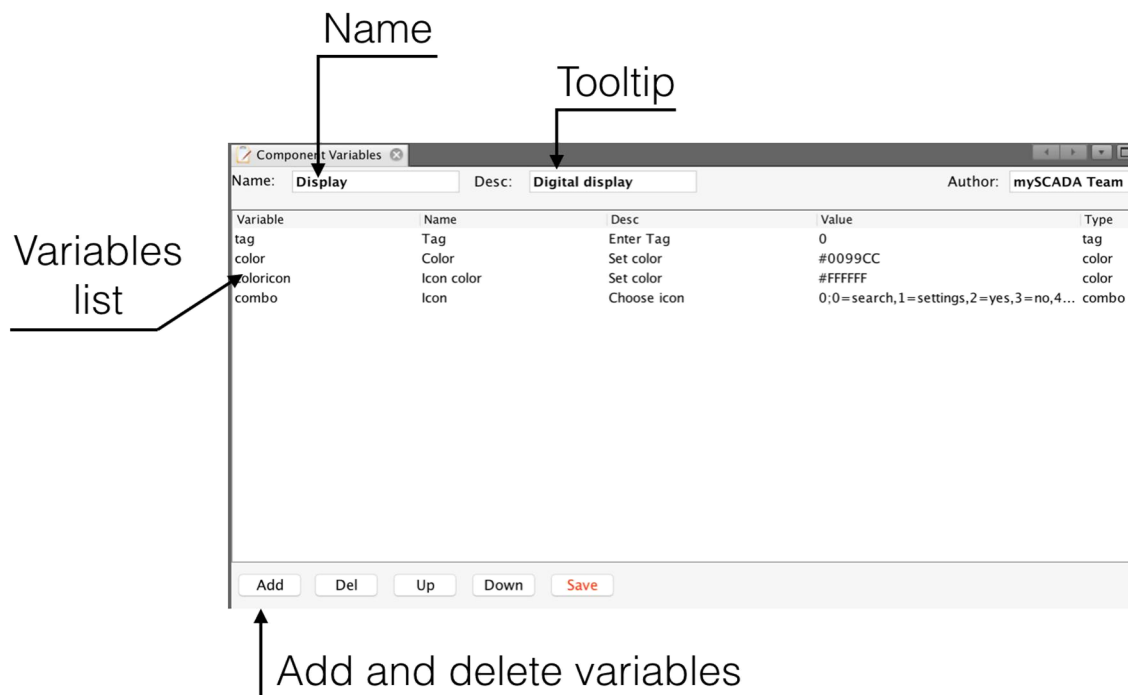 Name
Tooltip
Component Variables
Name: Display Desc: Digital display Author: mySCADA Team
Variable Name Desc Value Type
tag Tag Enter Tag 0 tag
color Color Set color #0099CC color
coloricon Icon color Set color #FFFFFF color
combo Icon Choose icon 0;0=search,1=settings,2=yes,3=no,4... combo
Variables
list
Add Del Up Down Save
Add and delete variables